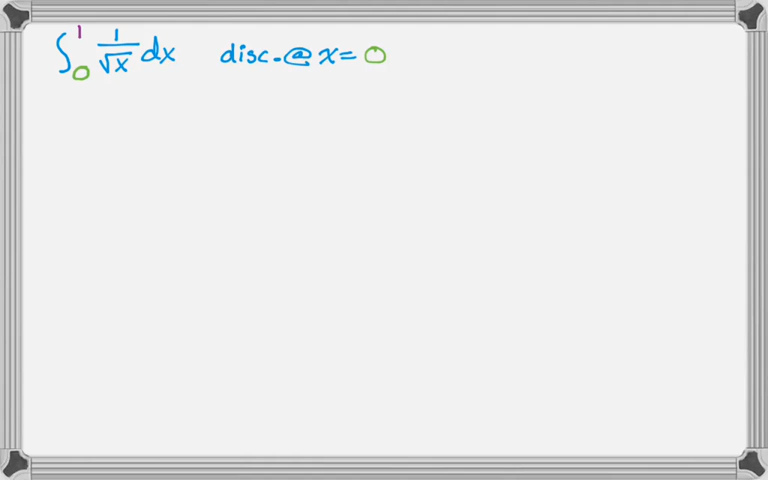 ∫₀¹ 1/√x dx disc. @ x = 0